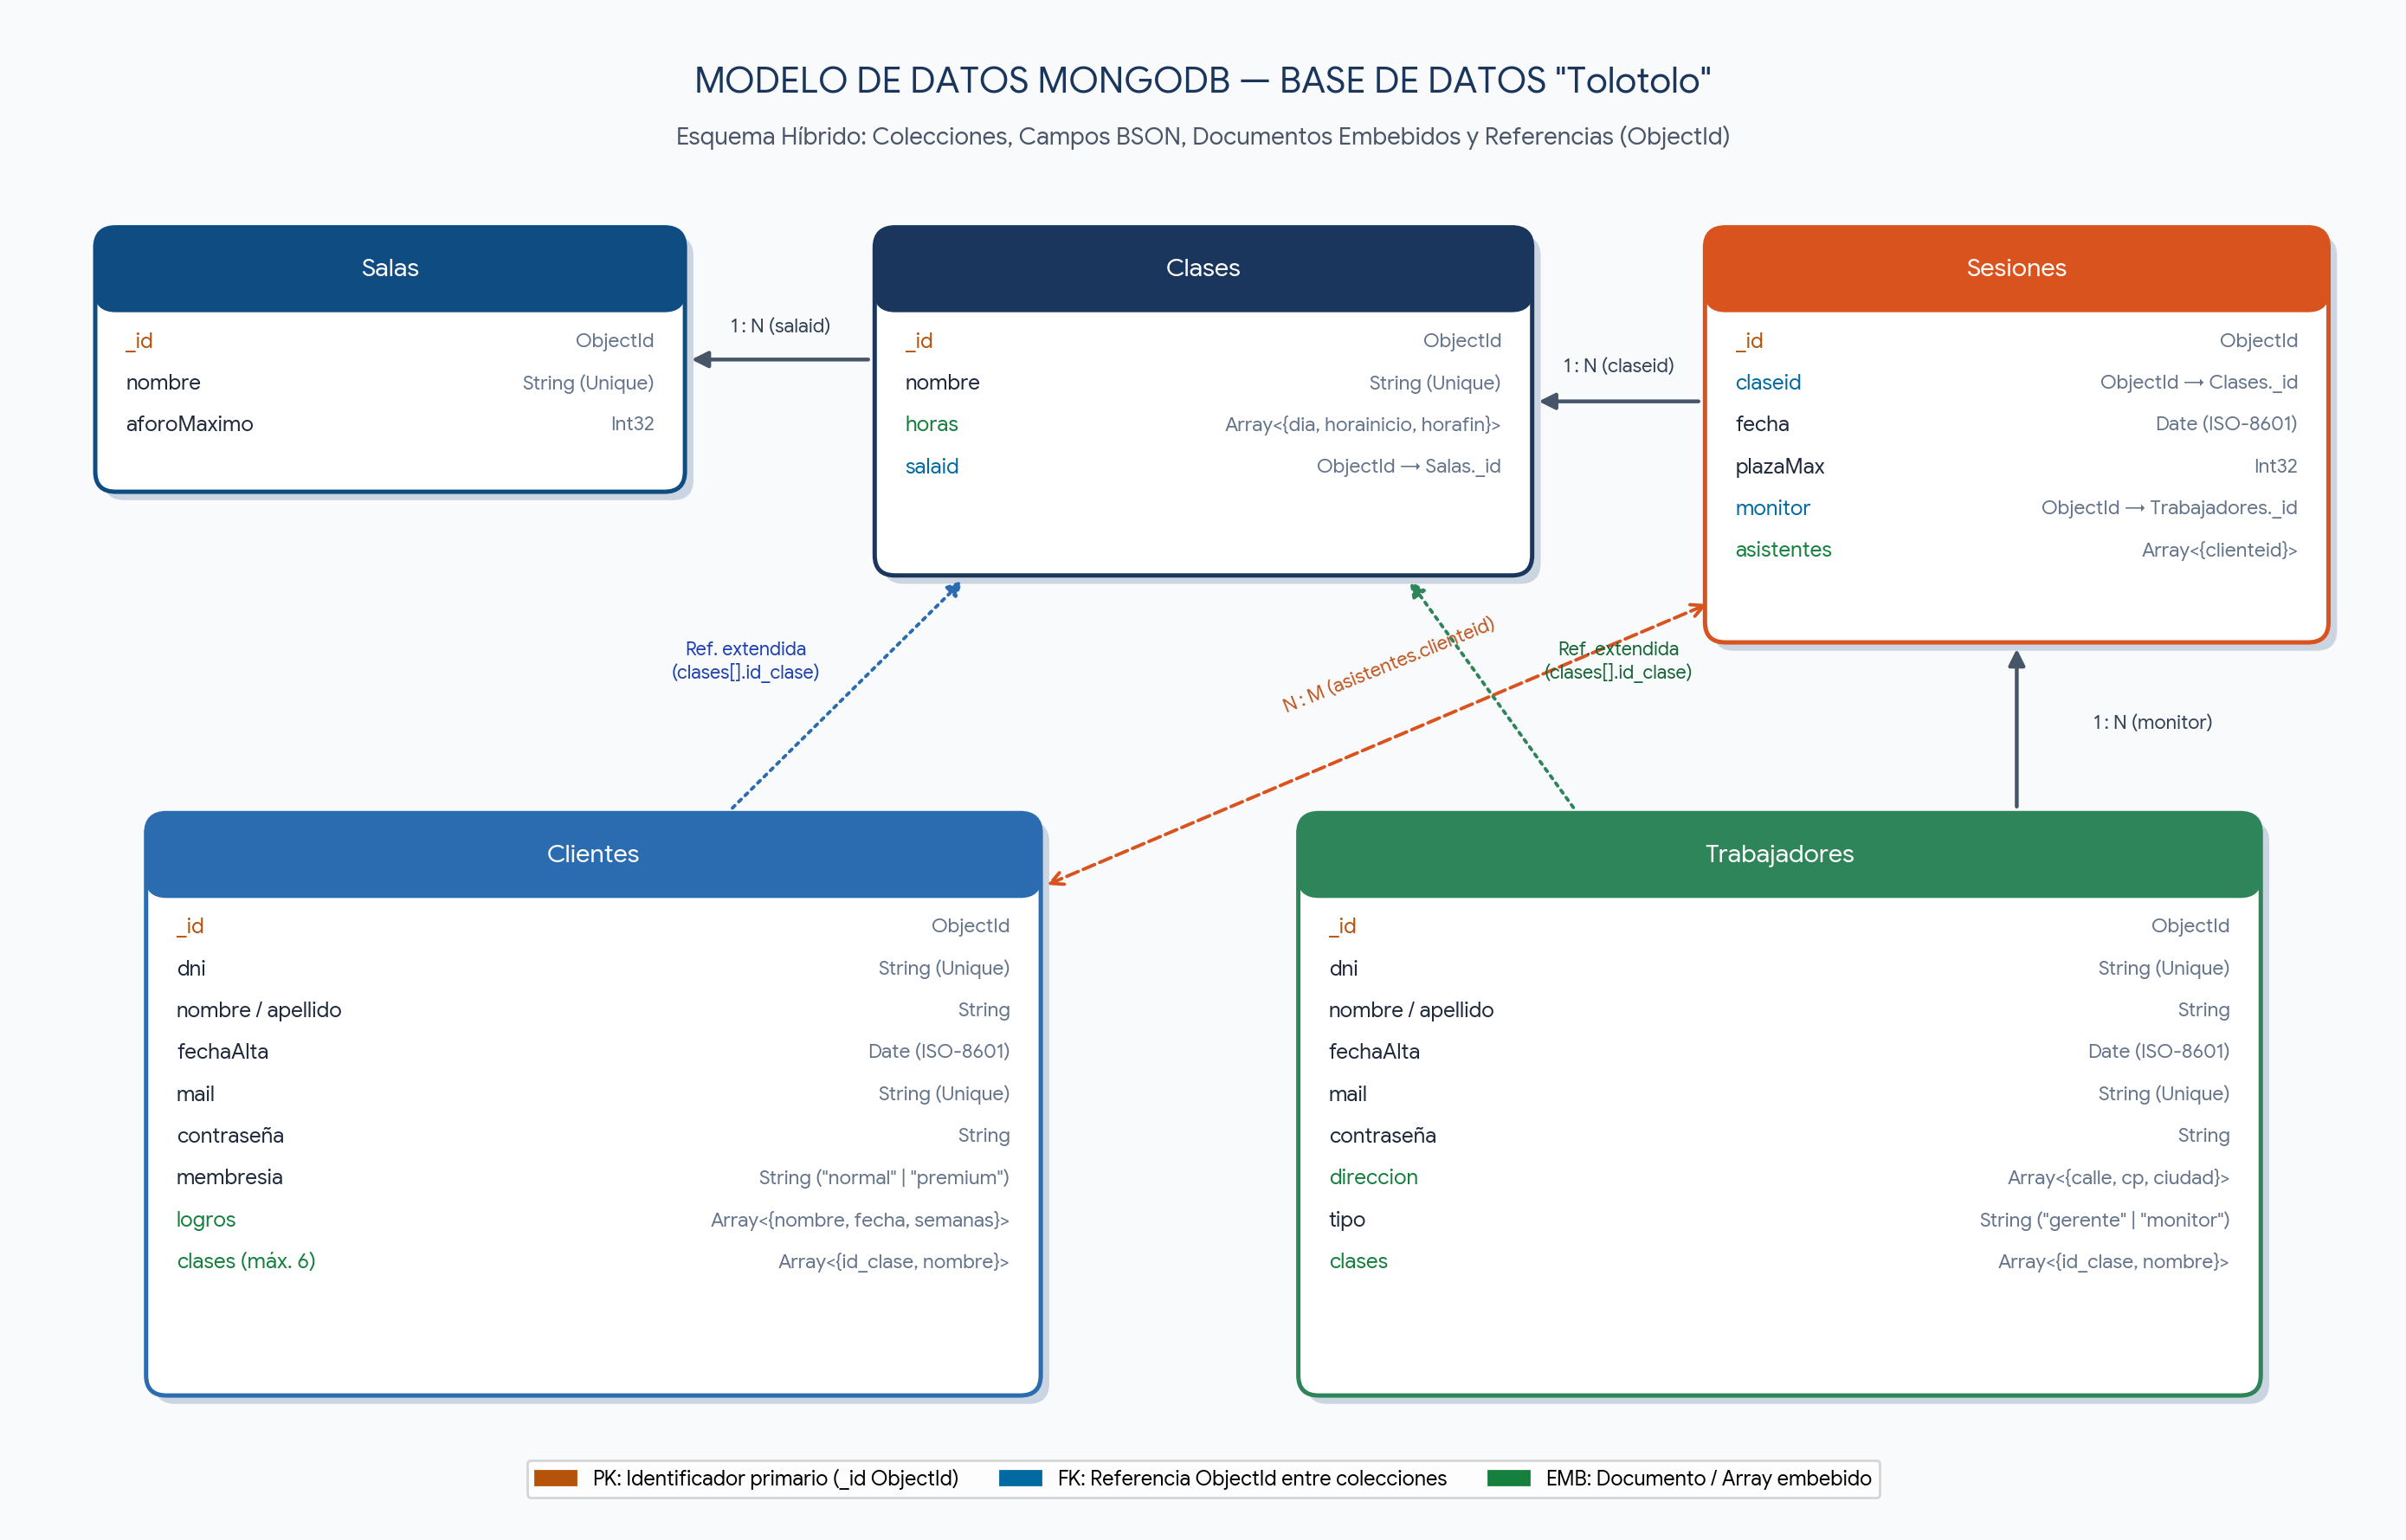 MODELO DE DATOS MONGODB — BASE DE DATOS "Tolotolo"
Esquema Híbrido: Colecciones, Campos BSON, Documentos Embebidos y Referencias (ObjectId)
Salas
_id ObjectId
nombre String (Unique)
aforoMaximo Int32
1 : N (salaid)
Clases
_id ObjectId
nombre String (Unique)
horas Array<{dia, horainicio, horafin}>
salaid ObjectId → Salas._id
1 : N (claseid)
Sesiones
_id ObjectId
claseid ObjectId → Clases._id
fecha Date (ISO-8601)
plazaMax Int32
monitor ObjectId → Trabajadores._id
asistentes Array<{clienteid}>
Ref. extendida
(clases[].id_clase)
N : M (asistentes.clienteid)
Ref. extendida
(clases[].id_clase)
1 : N (monitor)
Clientes
_id ObjectId
dni String (Unique)
nombre / apellido String
fechaAlta Date (ISO-8601)
mail String (Unique)
contraseña String
membresia String ("normal" | "premium")
logros Array<{nombre, fecha, semanas}>
clases (máx. 6) Array<{id_clase, nombre}>
Trabajadores
_id ObjectId
dni String (Unique)
nombre / apellido String
fechaAlta Date (ISO-8601)
mail String (Unique)
contraseña String
direccion Array<{calle, cp, ciudad}>
tipo String ("gerente" | "monitor")
clases Array<{id_clase, nombre}>
PK: Identificador primario (_id ObjectId)
FK: Referencia ObjectId entre colecciones
EMB: Documento / Array embebido